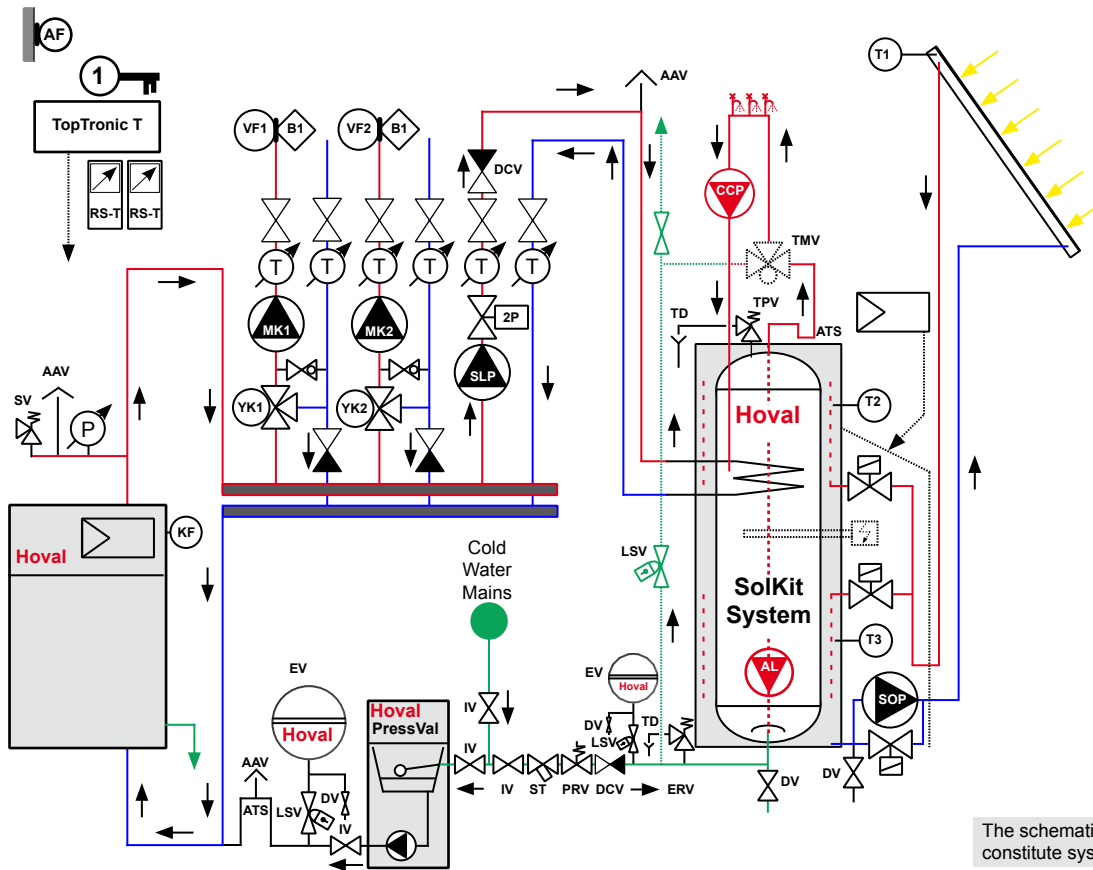 AF
1
TopTronic T
RS-T
RS-T
VF1
B1
VF2
B1
DCV
AAV
T1
CCP
TMV
T
T
T
T
T
T
2P
MK1
MK2
SLP
TD
TPV
ATS
AAV
SV
P
YK1
YK2
Hoval
T2
KF
Hoval
Cold
Water
Mains
LSV
SolKit
System
T3
AL
SOP
EV
EV
Hoval
Hoval
Hoval
PressVal
IV
DV
LSV
TD
IV
AAV
ATS
LSV
DV
IV
IV
ST
PRV
DCV
ERV
DV
DV
The schemati
constitute sys